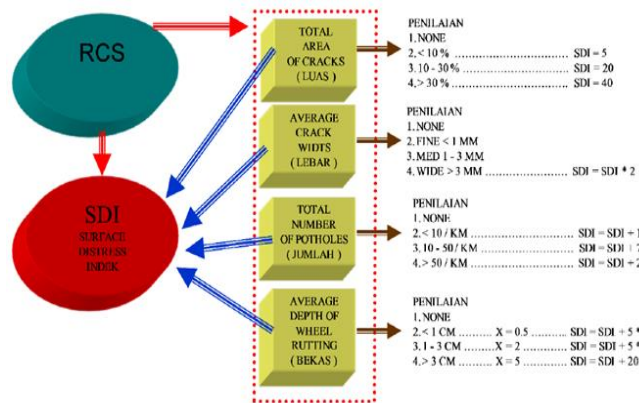 RCS
SDI
SURFACE
DISTRESS
INDEK
TOTAL
AREA
OF CRACKS
( LUAS )
PENILAIAN
1. NONE
2. < 10 % ........................ SDI = 5
3. 10 - 30 % .................... SDI = 20
4. > 30 % ........................ SDI = 40
AVERAGE
CRACK
WIDTS
( LEBAR )
PENILAIAN
1. NONE
2. FINE < 1 MM
3. MED 1 - 3 MM
4. WIDE > 3 MM .................... SDI = SDI * 2
TOTAL
NUMBER
OF POTHOLES
( JUMLAH )
PENILAIAN
1. NONE
2. < 10 / KM ............................ SDI = SDI + 1
3. 10 - 50 / KM ........................ SDI = SDI +
4. > 50 / KM ............................ SDI = SDI + 2
AVERAGE
DEPTH OF
WHEEL
RUTTING
( BEKAS )
PENILAIAN
1. NONE
2. < 1 CM ......... X = 0.5 ............ SDI = SDI + 5 *
3. 1 - 3 CM ....... X = 2 ............... SDI = SDI + 5 *
4. > 3 CM ......... X = 5 ............... SDI = SDI + 20